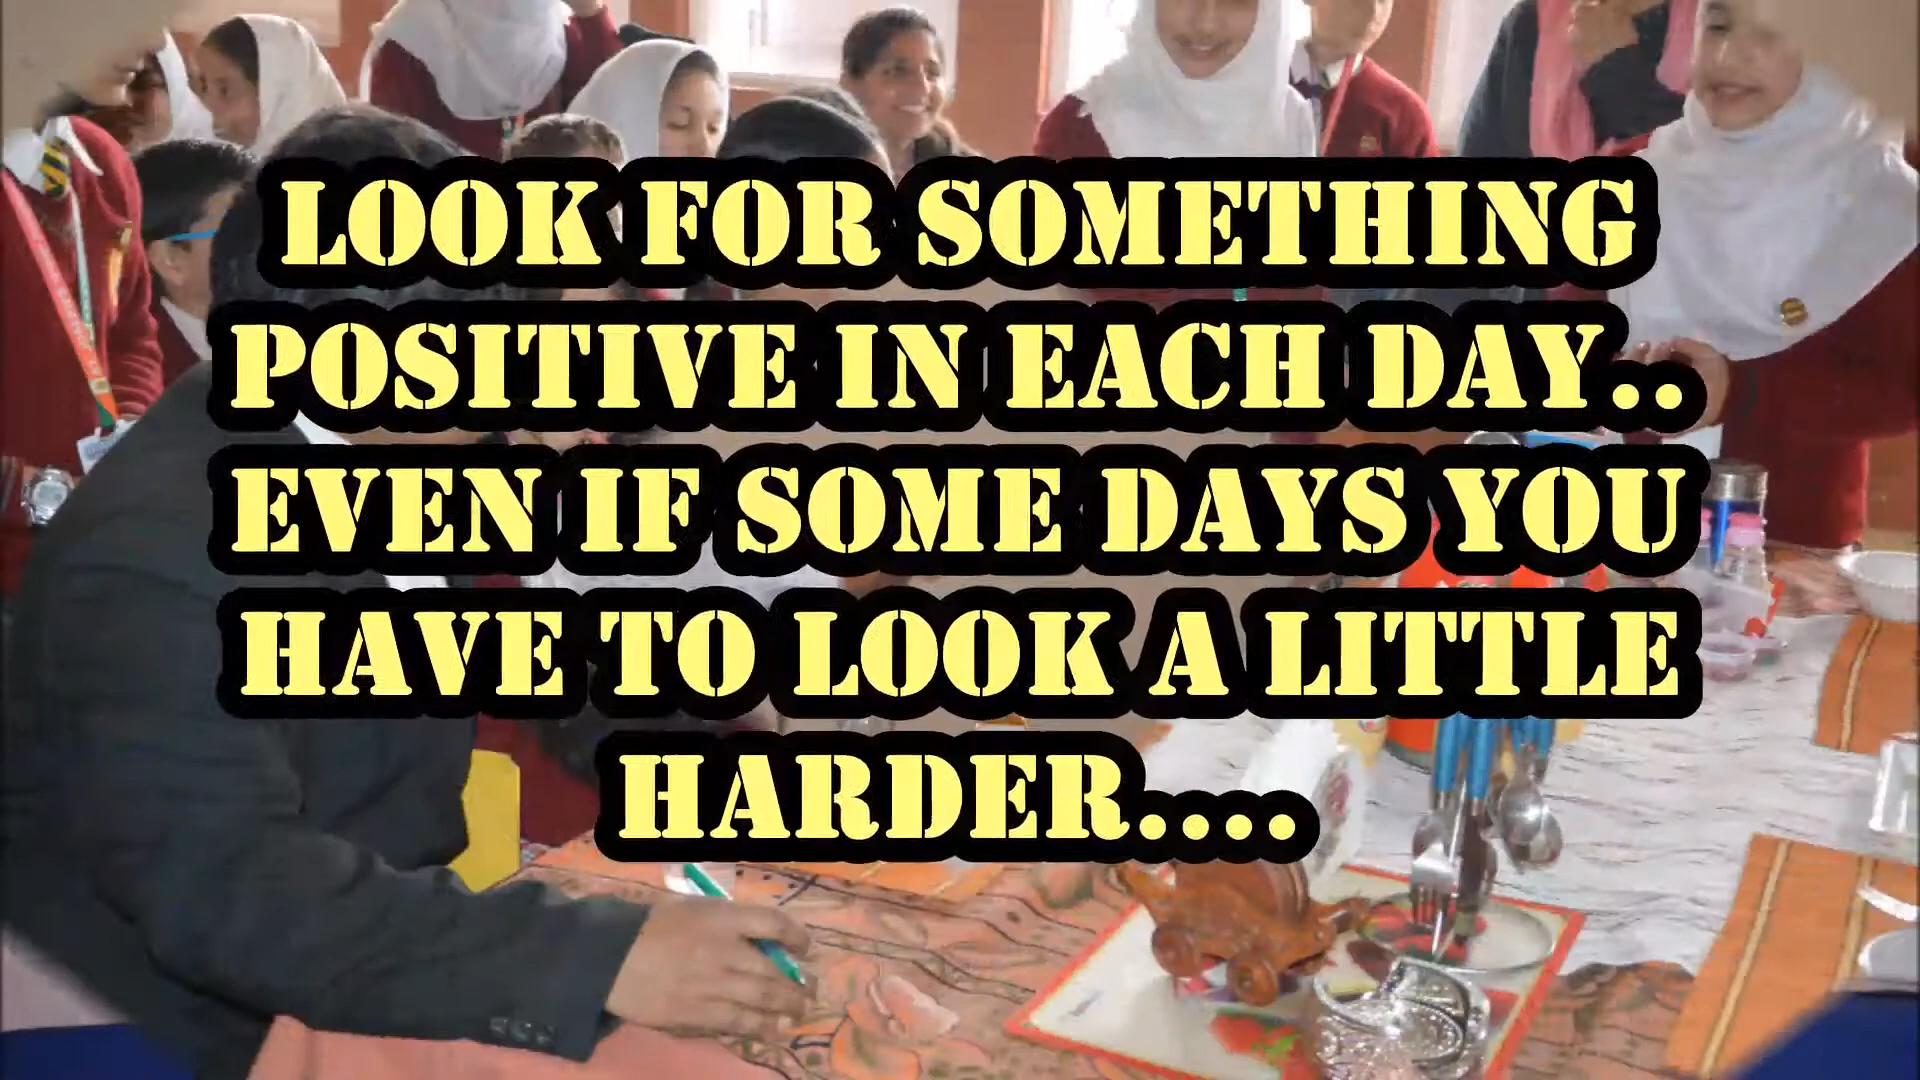 LOOK FOR SOMETHING
POSITIVE IN EACH DAY..
EVEN IF SOME DAYS YOU
HAVE TO LOOK A LITTLE
HARDER....